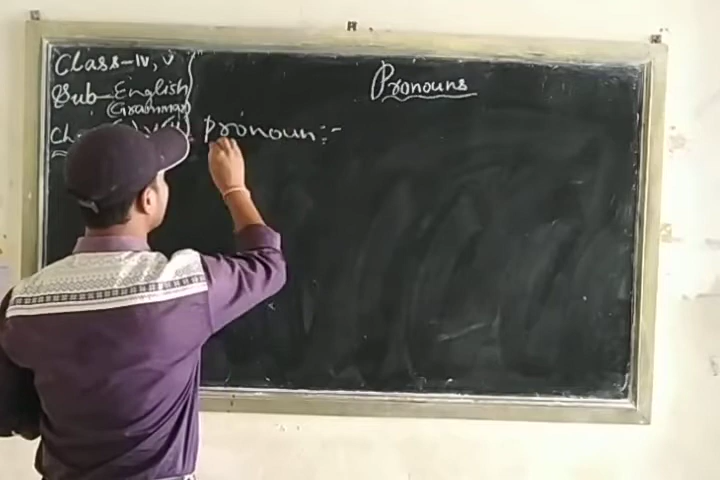 Class-IV, V
Sub-English
(Grammar)
Pronouns
Pronoun:-